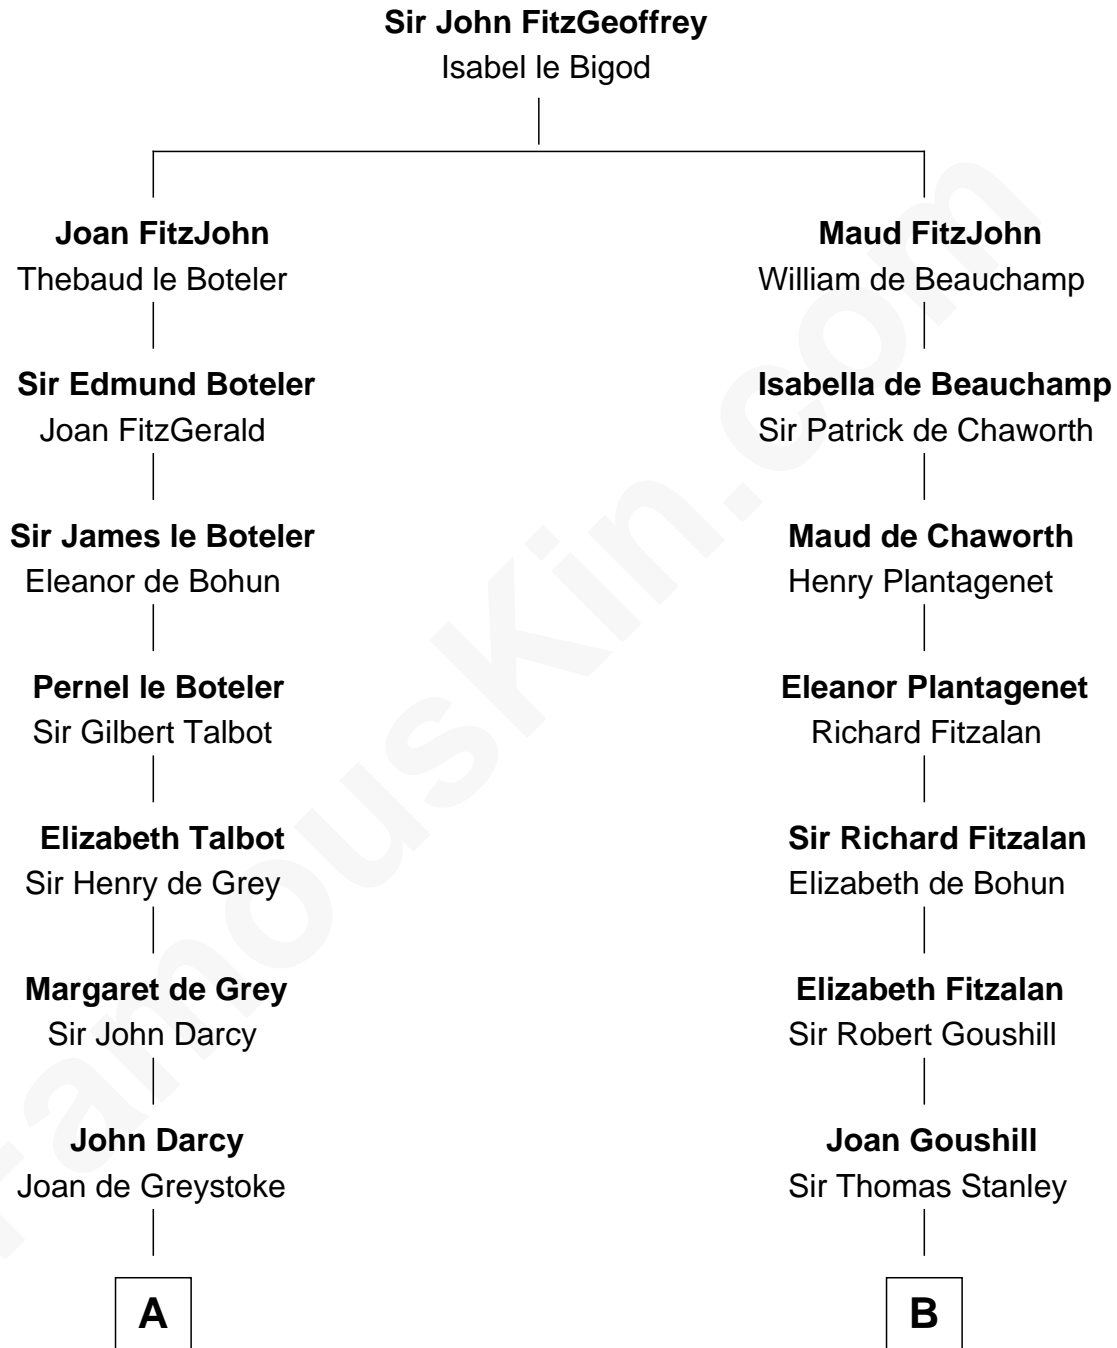 Sir John FitzGeoffrey
Isabel le Bigod
Joan FitzJohn
Thebaud le Boteler
Maud FitzJohn
William de Beauchamp
Sir Edmund Boteler
Joan FitzGerald
Isabella de Beauchamp
Sir Patrick de Chaworth
Sir James le Boteler
Eleanor de Bohun
Maud de Chaworth
Henry Plantagenet
Pernel le Boteler
Sir Gilbert Talbot
Eleanor Plantagenet
Richard Fitzalan
Elizabeth Talbot
Sir Henry de Grey
Sir Richard Fitzalan
Elizabeth de Bohun
Margaret de Grey
Sir John Darcy
Elizabeth Fitzalan
Sir Robert Goushill
John Darcy
Joan de Greystoke
Joan Goushill
Sir Thomas Stanley
A
B
FamousKin.com